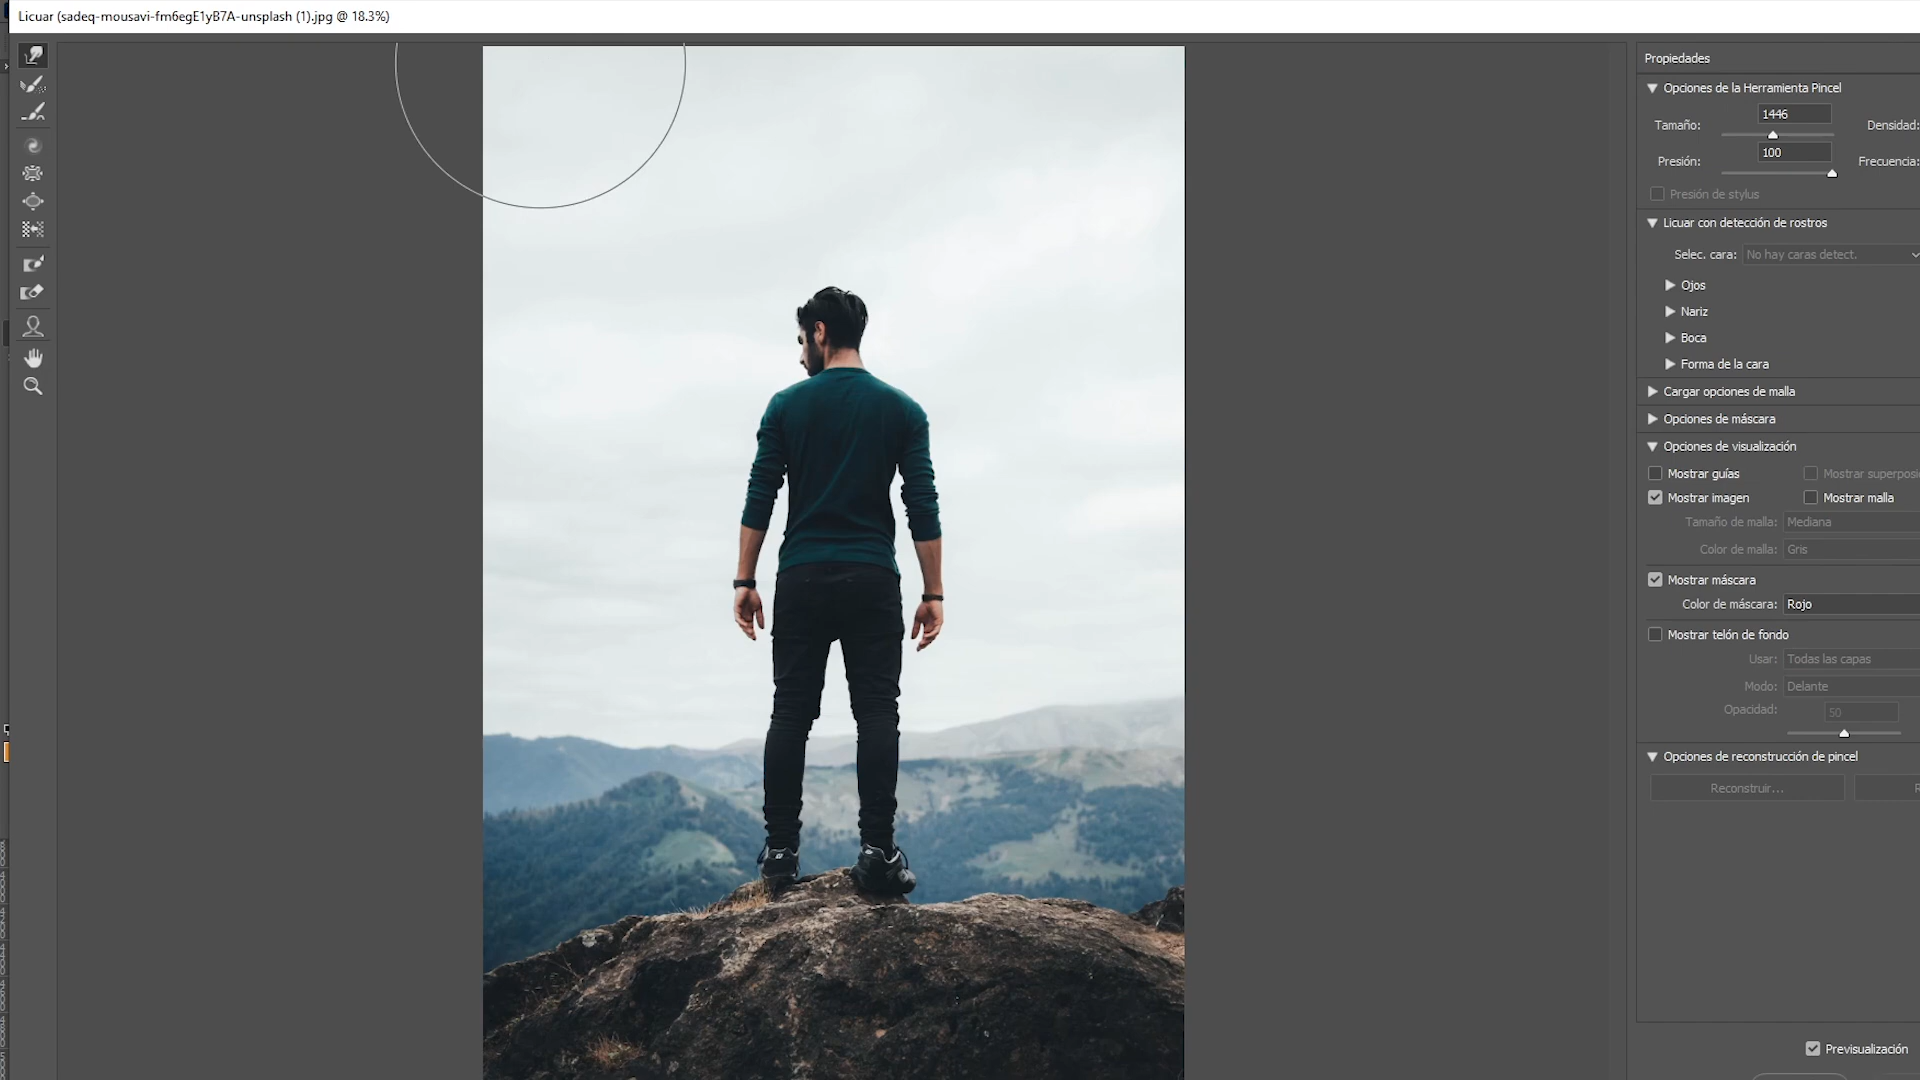 Licuar (sadeq-mousavi-fm6egE1yB7A-unsplash (1).jpg @ 18.3%)
Propiedades
Opciones de la Herramienta Pincel
1446
Tamaño:
Densidad:
100
Presión:
Frecuencia:
Presión de stylus
Licuar con detección de rostros
Selec. cara: No hay caras detect.
Ojos
Nariz
Boca
Forma de la cara
Cargar opciones de malla
Opciones de máscara
Opciones de visualización
Mostrar guías
Mostrar superposi
Mostrar imagen
Mostrar malla
Tamaño de malla: Mediana
Color de malla: Gris
Mostrar máscara
Color de máscara: Rojo
Mostrar telón de fondo
Usar: Todas las capas
Modo: Delante
Opacidad: 50
Opciones de reconstrucción de pincel
Reconstruir...
R
Previsualización